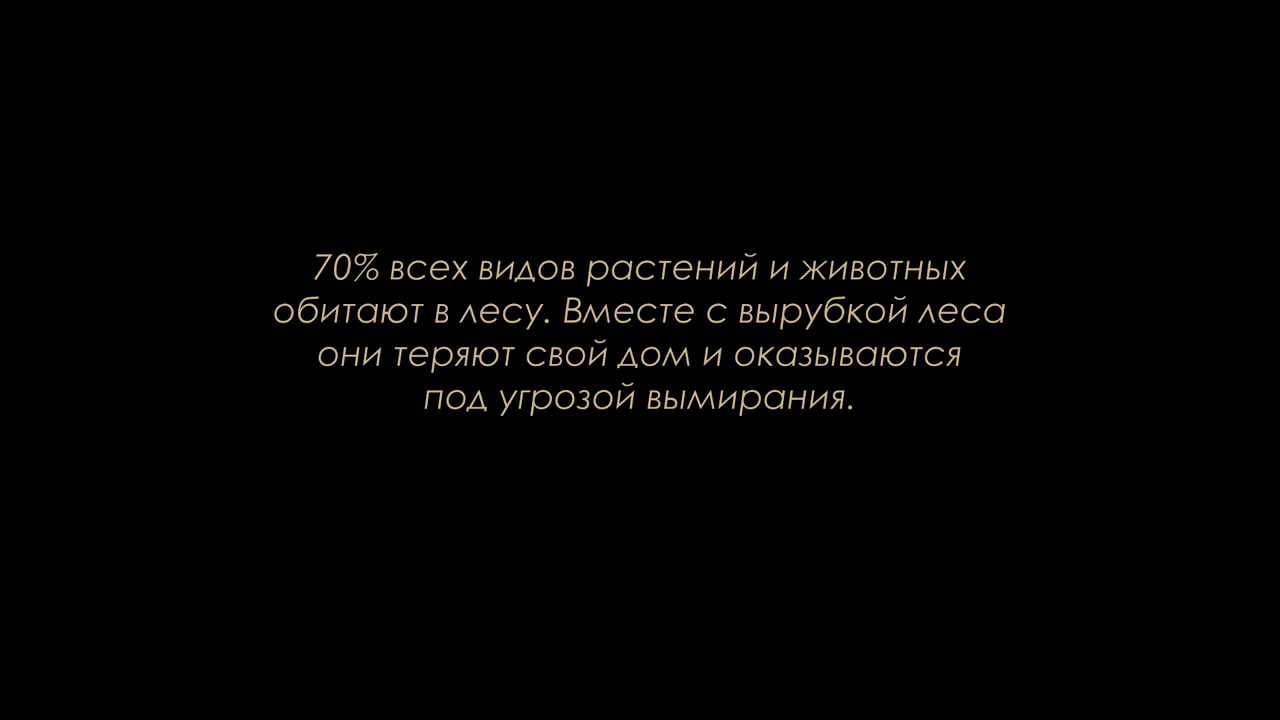 70% всех видов растений и животных
обитают в лесу. Вместе с вырубкой леса
они теряют свой дом и оказываются
под угрозой вымирания.